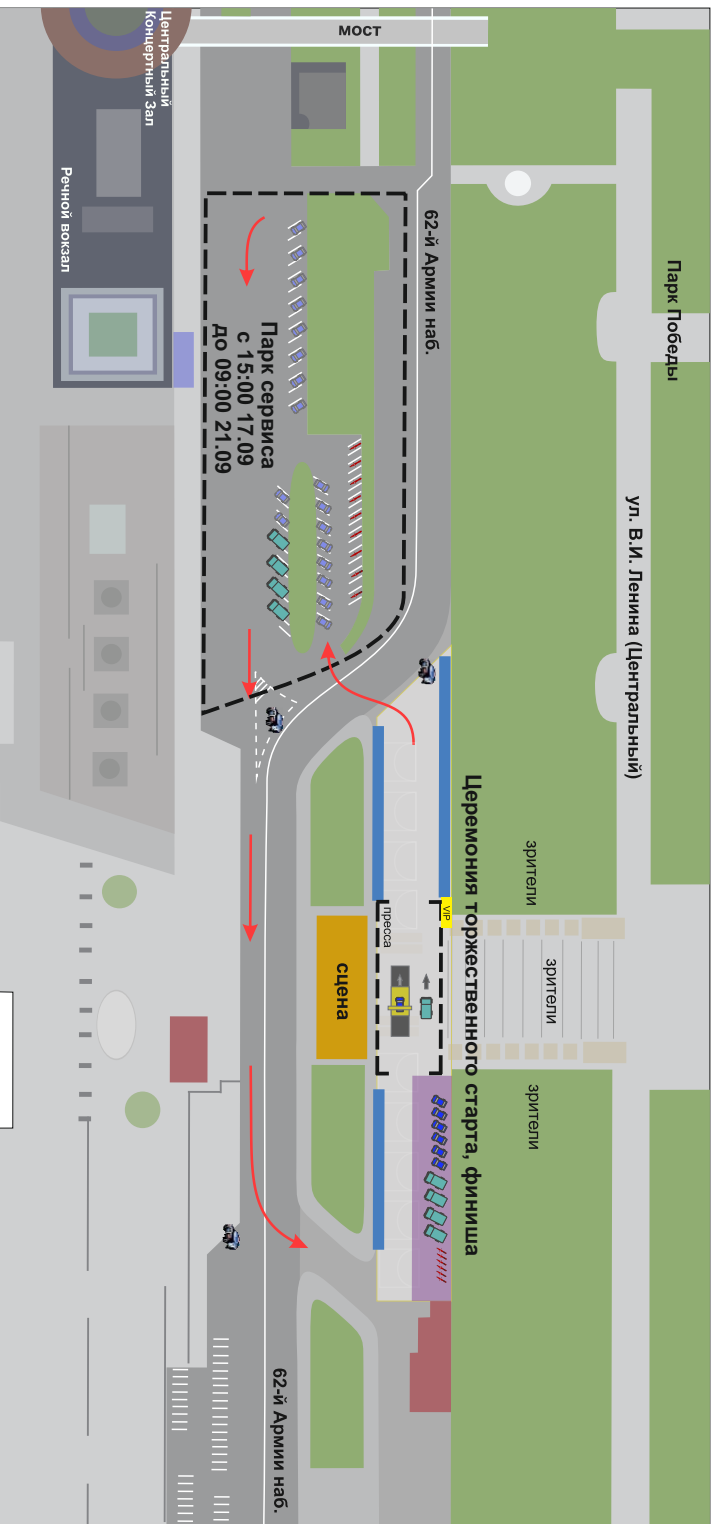 мост
Центральный
Концертный Зал
Речной вокзал
62-й Армии наб.
Парк Победы
Парк сервиса
с 15:00 17.09
до 09:00 21.09
ул. В.И. Ленина (Центральный)
Церемония торжественного старта, финиша
зрители
зрители
зрители
VIP
пресса
сцена
62-й Армии наб.